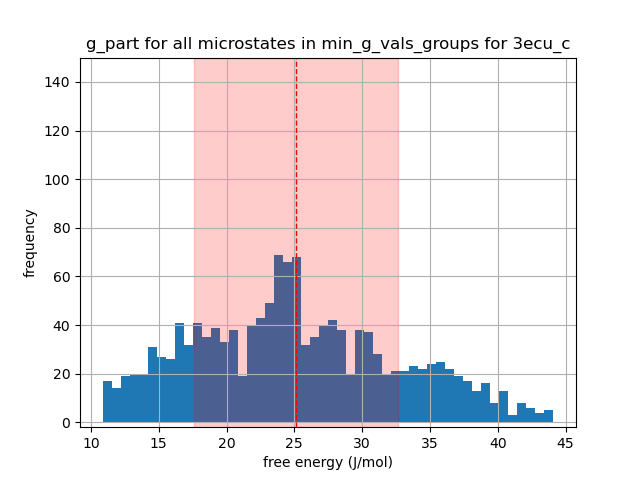 g_part for all microstates in min_g_vals_groups for 3ecu_c
140
120
100
80
60
40
20
0
frequency
10 15 20 25 30 35 40 45
free energy (J/mol)